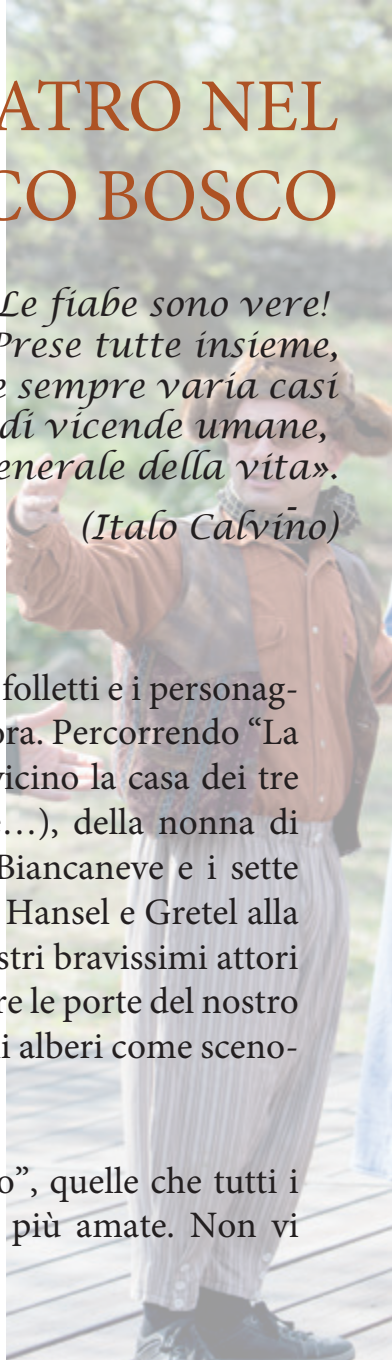 ATRO NEL
CO BOSCO
Le fiabe sono vere!
Prese tutte insieme,
e sempre varia casi
di vicende umane,
enerale della vita».
(Italo Calvino)
folletti e i personag-
ora. Percorrendo “La
vicino la casa dei tre
e…), della nonna di
Biancaneve e i sette
Hansel e Gretel alla
stri bravissimi attori
re le porte del nostro
i alberi come sceno-
o”, quelle che tutti i
più amate. Non vi